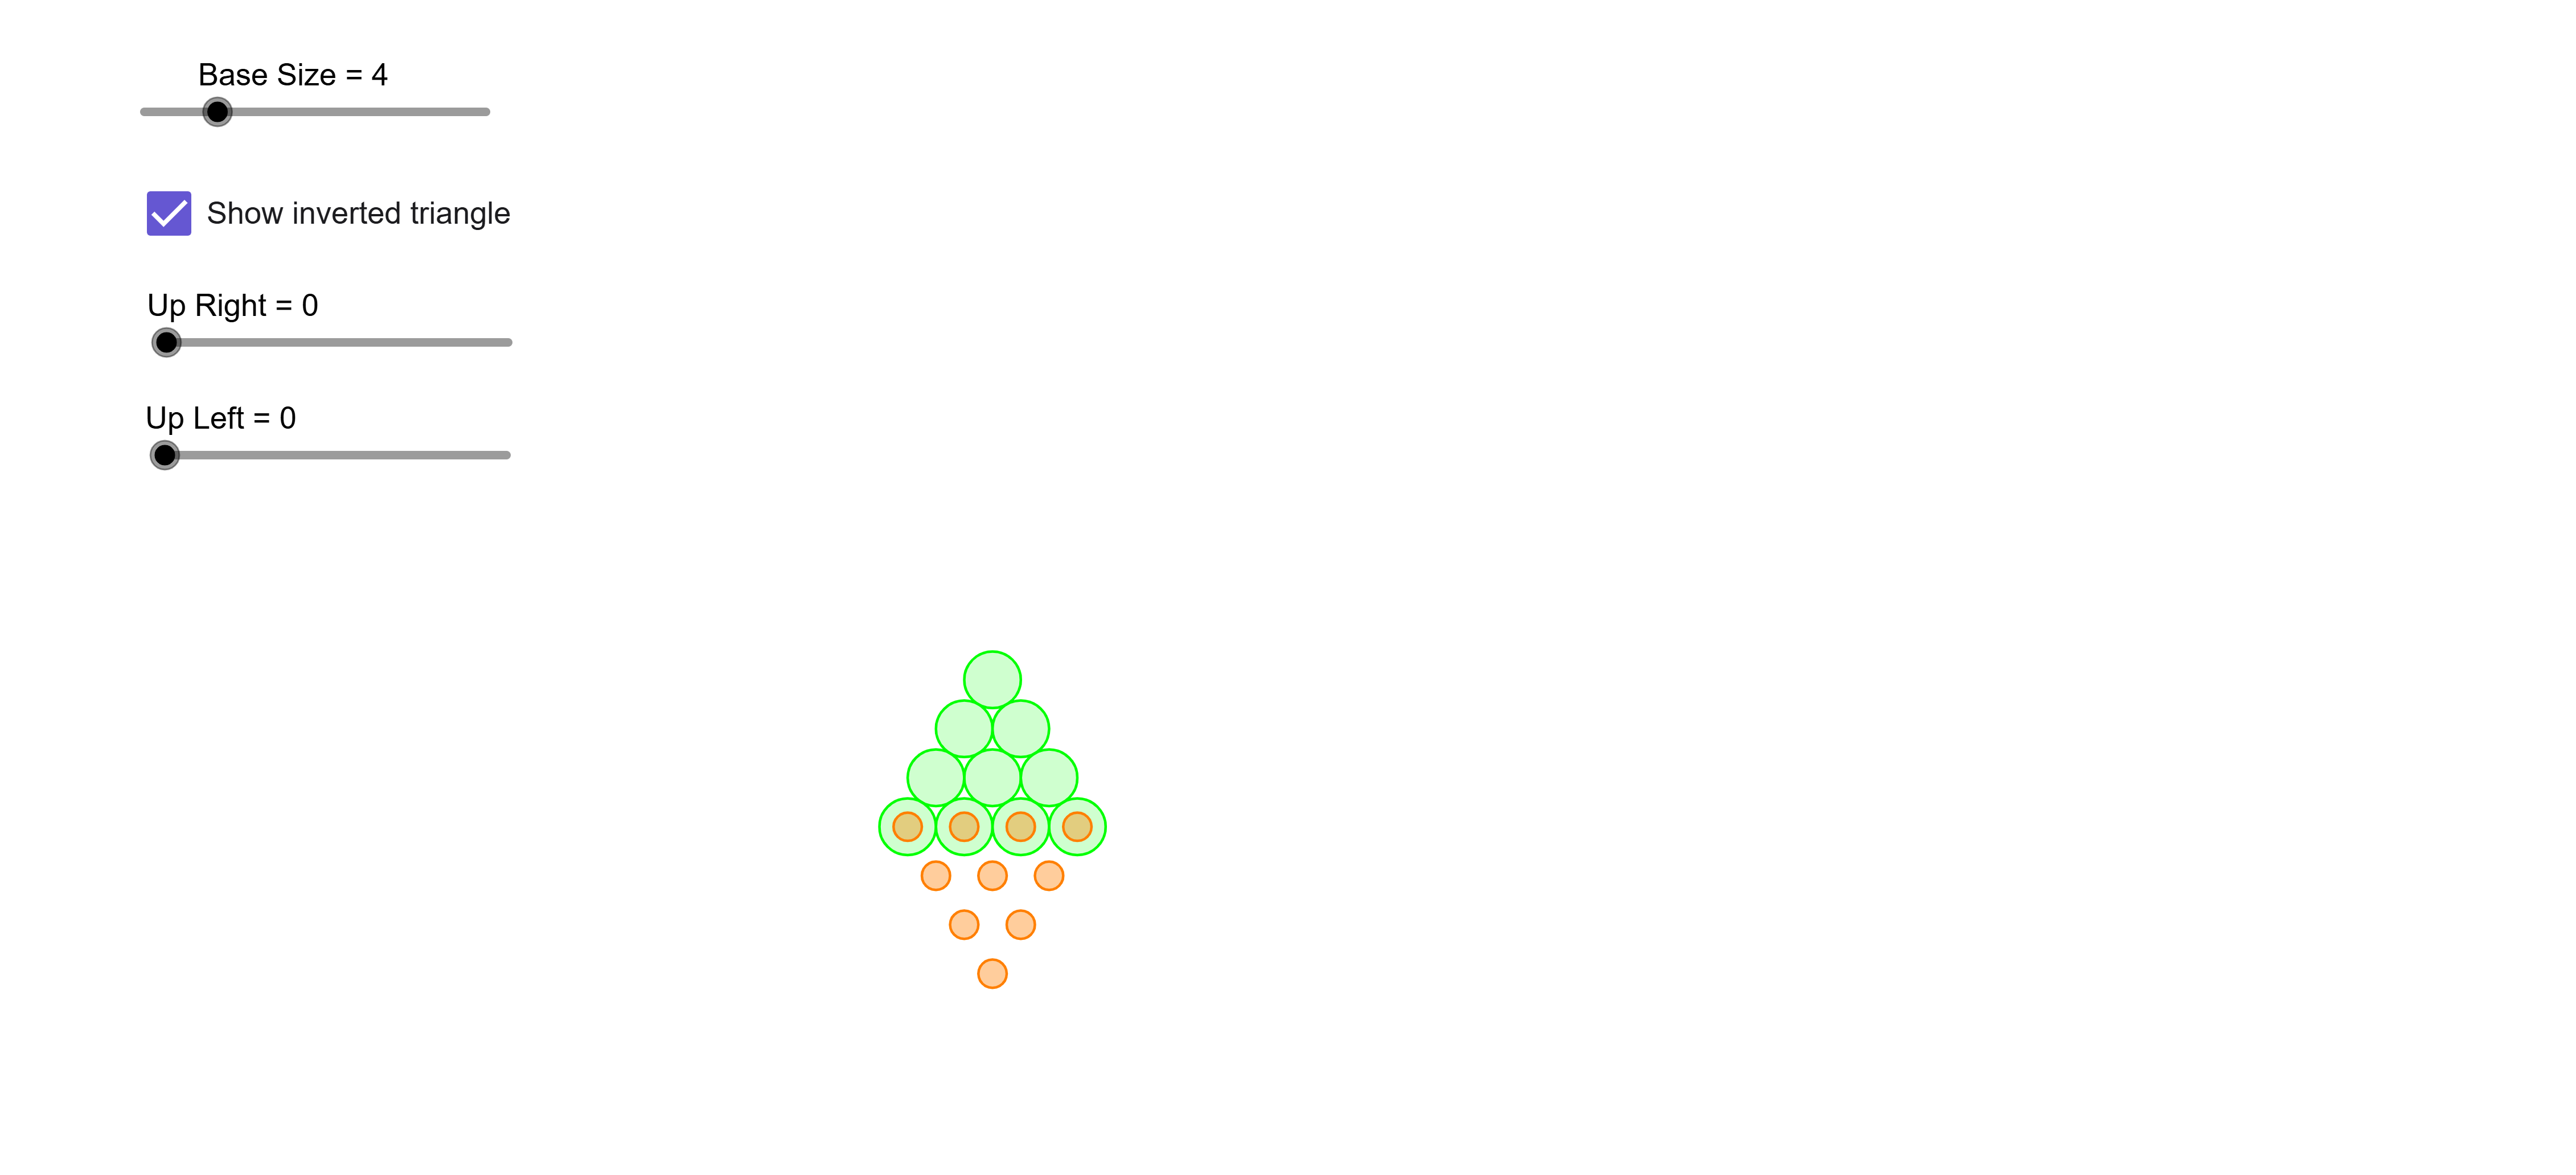 Base Size = 4
Show inverted triangle
Up Right = 0
Up Left = 0